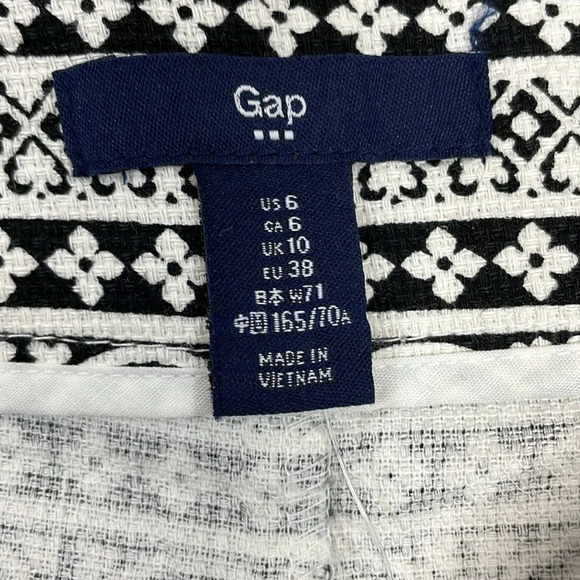 Gap
US 6
CA 6
UK 10
EU 38
日本 W71
中国 165/70A
MADE IN
VIETNAM